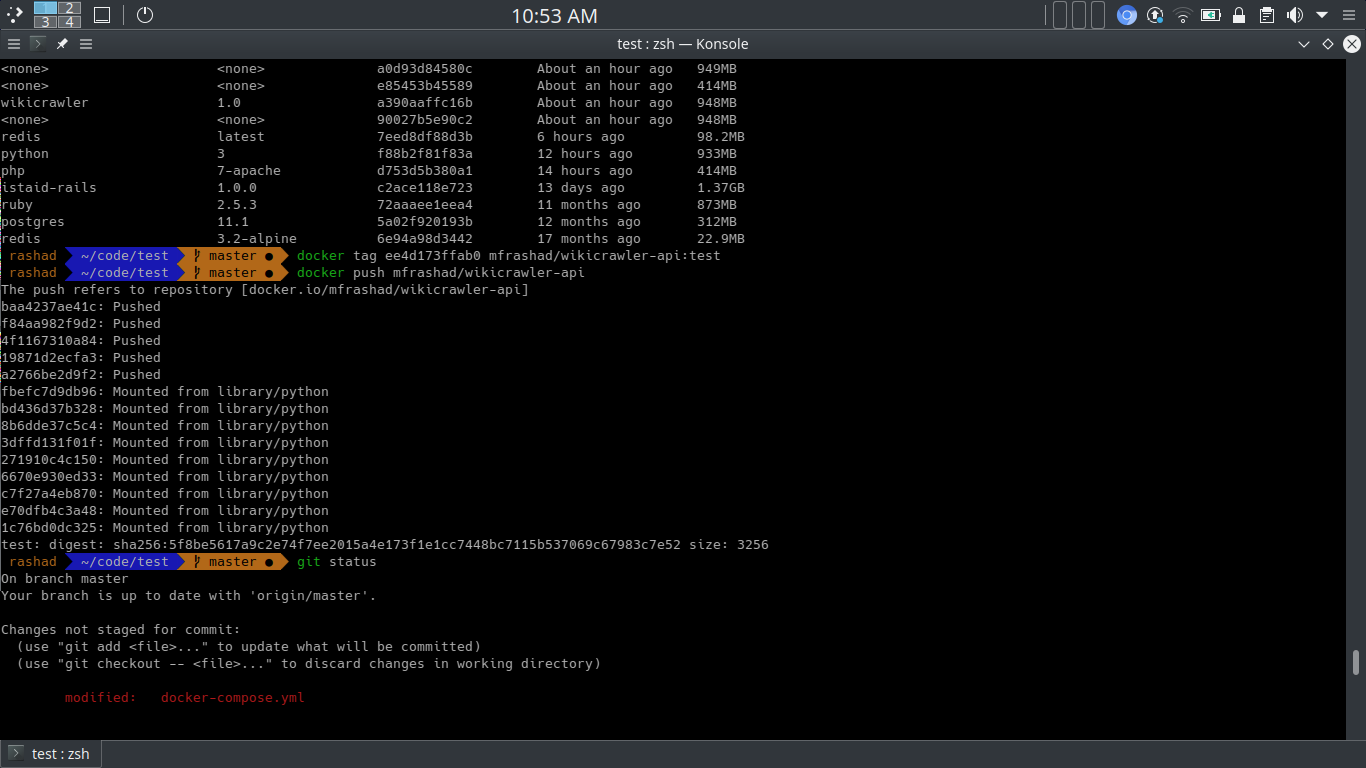 1 2
3 4
10:53 AM
test : zsh — Konsole
<none> <none> a0d93d84580c About an hour ago 949MB
<none> <none> e85453b45589 About an hour ago 414MB
wikicrawler 1.0 a390aaffc16b About an hour ago 948MB
<none> <none> 90027b5e90c2 About an hour ago 948MB
redis latest 7eed8df88d3b 6 hours ago 98.2MB
python 3 f88b2f81f83a 12 hours ago 933MB
php 7-apache d753d5b380a1 14 hours ago 414MB
istaid-rails 1.0.0 c2ace118e723 13 days ago 1.37GB
ruby 2.5.3 72aaaee1eea4 11 months ago 873MB
postgres 11.1 5a02f920193b 12 months ago 312MB
redis 3.2-alpine 6e94a98d3442 17 months ago 22.9MB
rashad ~/code/test master ● docker tag ee4d173ffab0 mfrashad/wikicrawler-api:test
rashad ~/code/test master ● docker push mfrashad/wikicrawler-api
The push refers to repository [docker.io/mfrashad/wikicrawler-api]
baa4237ae41c: Pushed
f84aa982f9d2: Pushed
4f1167310a84: Pushed
19871d2ecfa3: Pushed
a2766be2d9f2: Pushed
fbefc7d9db96: Mounted from library/python
bd436d37b328: Mounted from library/python
8b6dde37c5c4: Mounted from library/python
3dffd131f01f: Mounted from library/python
271910c4c150: Mounted from library/python
6670e930ed33: Mounted from library/python
c7f27a4eb870: Mounted from library/python
e70dfb4c3a48: Mounted from library/python
1c76bd0dc325: Mounted from library/python
test: digest: sha256:5f8be5617a9c2e74f7ee2015a4e173f1e1cc7448bc7115b537069c67983c7e52 size: 3256
rashad ~/code/test master ● git status
On branch master
Your branch is up to date with 'origin/master'.
Changes not staged for commit:
(use "git add <file>..." to update what will be committed)
(use "git checkout -- <file>..." to discard changes in working directory)
modified: docker-compose.yml
test : zsh